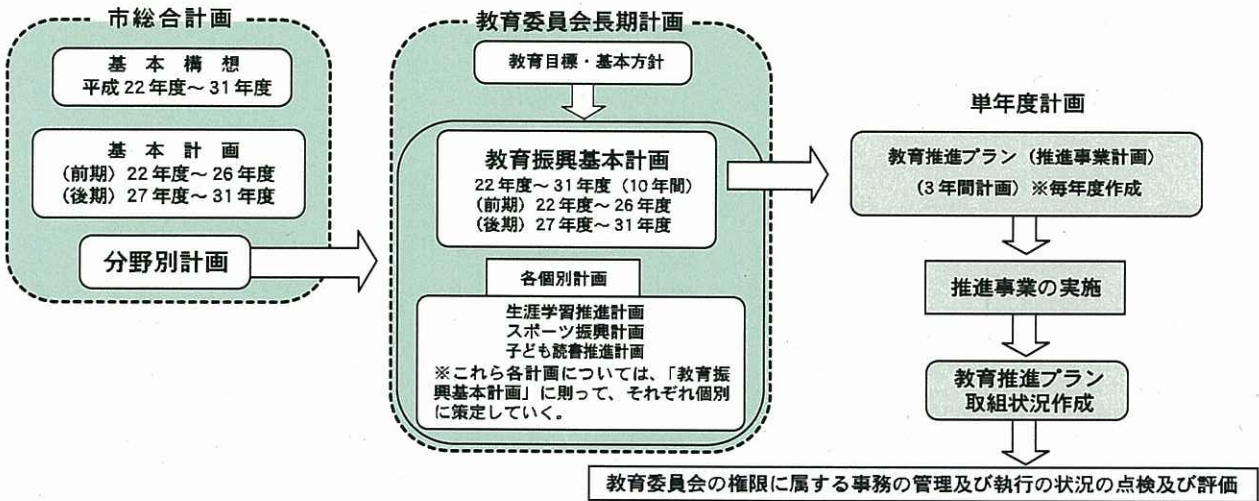 市総合計画
基本構想
平成22年度～31年度
基本計画
(前期) 22年度～26年度
(後期) 27年度～31年度
分野別計画
教育委員会長期計画
教育目標・基本方針
教育振興基本計画
22年度～31年度（10年間）
(前期) 22年度～26年度
(後期) 27年度～31年度
各個別計画
生涯学習推進計画
スポーツ振興計画
子ども読書推進計画
※これら各計画については、「教育振
興基本計画」に則って、それぞれ個別
に策定していく。
単年度計画
教育推進プラン（推進事業計画）
（3年間計画）※毎年度作成
推進事業の実施
教育推進プラン
取組状況作成
教育委員会の権限に属する事務の管理及び執行の状況の点検及び評価